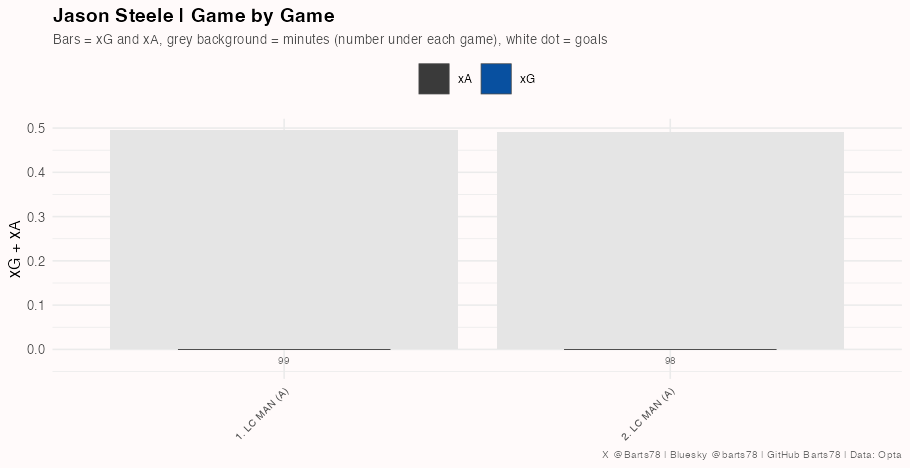 Jason Steele | Game by Game
Bars = xG and xA, grey background = minutes (number under each game), white dot = goals
xA xG
xG + xA
0.5
0.4
0.3
0.2
0.1
0.0
99 98
1. LC MAN (A) 2. LC MAN (A)
X @Barts78 | Bluesky @barts78 | GitHub Barts78 | Data: Opta